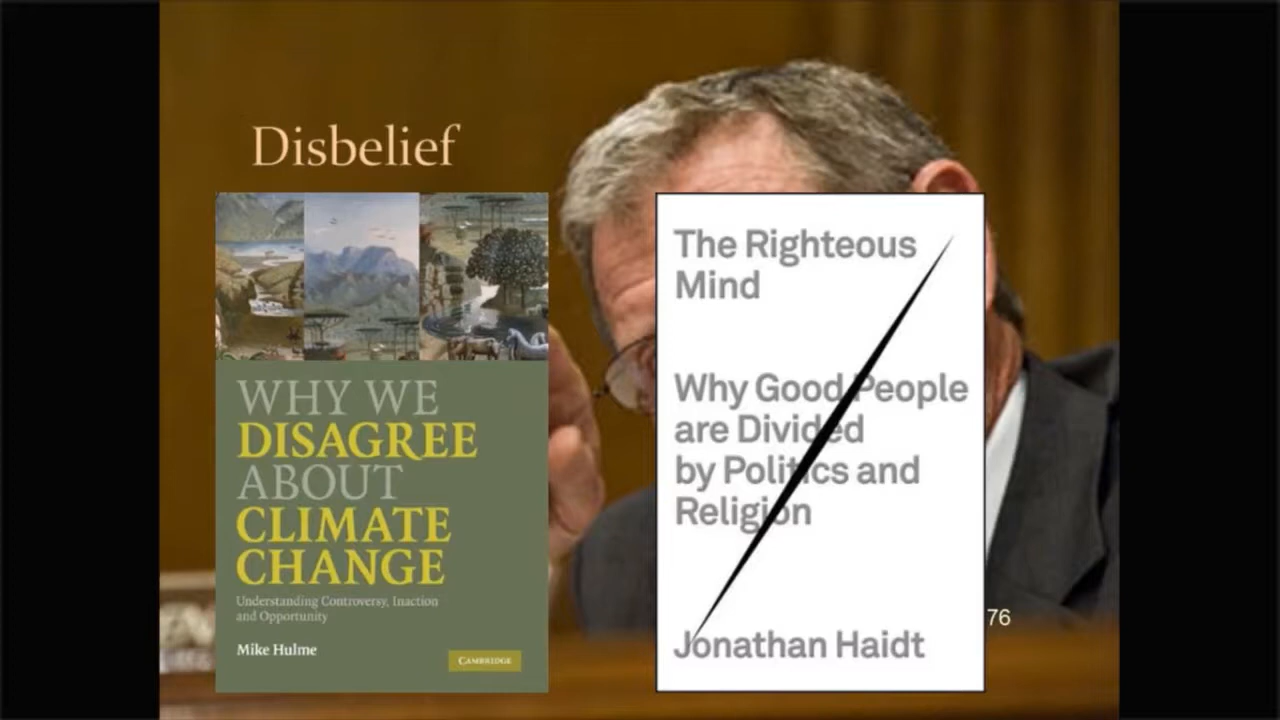 Disbelief
WHY WE
DISAGREE
ABOUT
CLIMATE
CHANGE
Understanding Controversy, Inaction
and Opportunity
Mike Hulme
CAMBRIDGE
The Righteous
Mind
Why Good People
are Divided
by Politics and
Religion
Jonathan Haidt
76